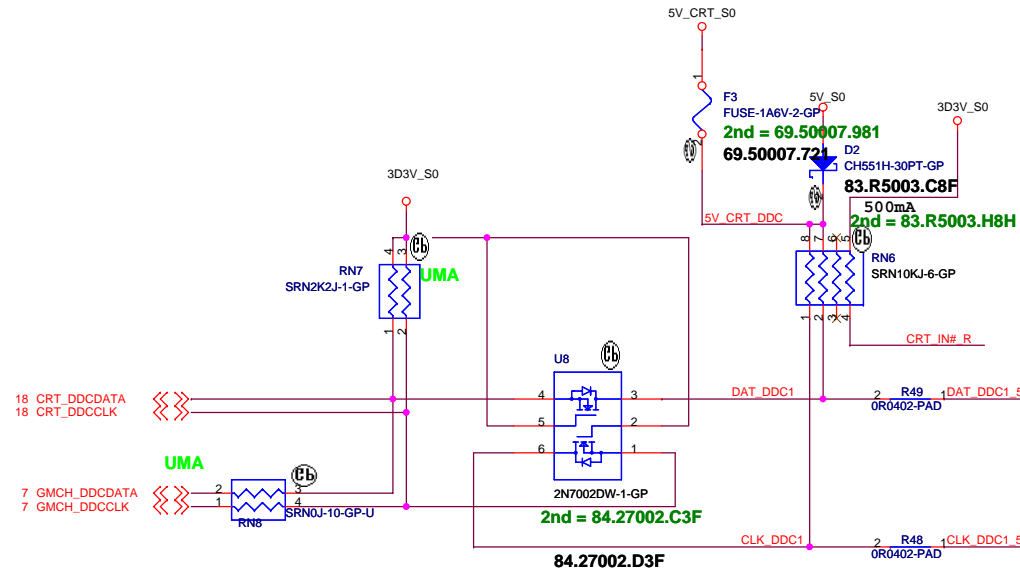 5V_CRT_S0
1
F3
FUSE-1A6V-2-GP
2nd = 69.50007.981
69.50007.721
2
5V_S0
3D3V_S0
D2
CH551H-30PT-GP
83.R5003.C8F
500mA
2nd = 83.R5003.H8H
3D3V_S0
5V_CRT_DDC
8 7 6 5
RN6
SRN10KJ-6-GP
1 2 3 4
CRT_IN#_R
4 3
RN7
SRN2K2J-1-GP
UMA
1 2
U8
18 CRT_DDCDATA
18 CRT_DDCCLK
4 3
5 2
6 1
DAT_DDC1
2 R49 1
0R0402-PAD
DAT_DDC1_5
UMA
7 GMCH_DDCDATA
7 GMCH_DDCCLK
2 3
1 4
RN8
SRN0J-10-GP-U
2N7002DW-1-GP
2nd = 84.27002.C3F
84.27002.D3F
CLK_DDC1
2 R48 1
0R0402-PAD
CLK_DDC1_5